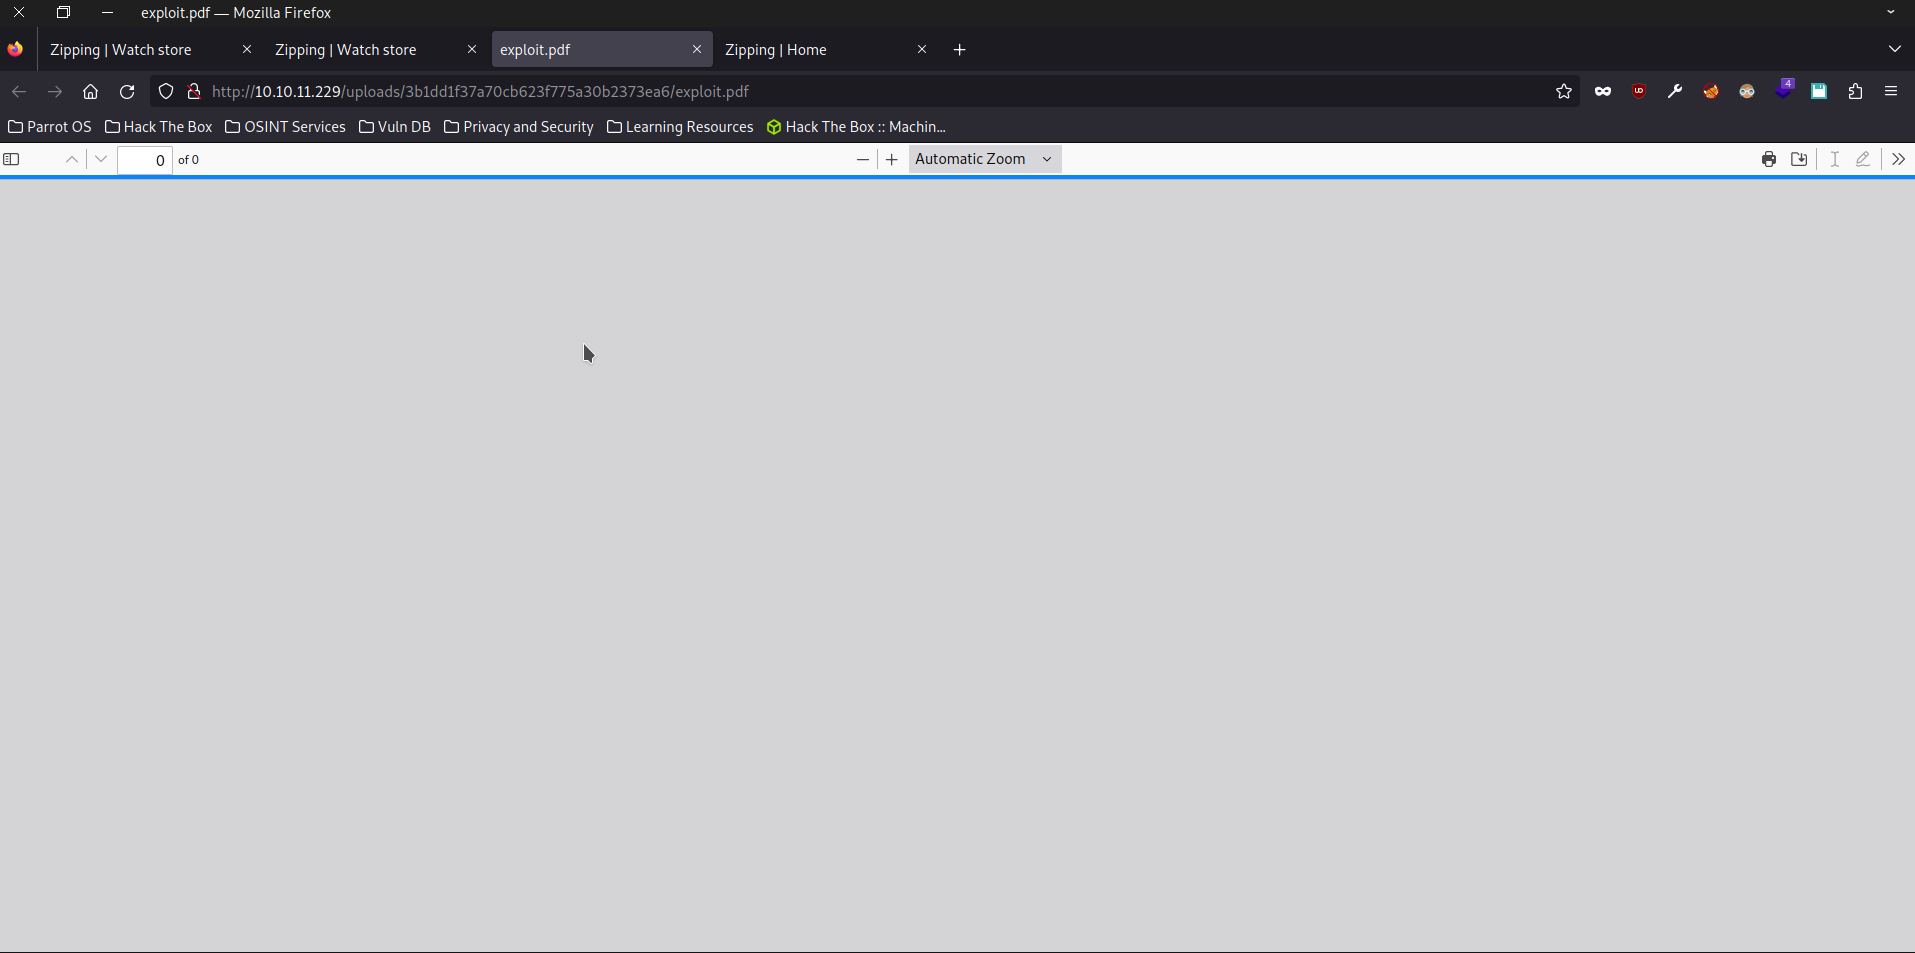 exploit.pdf — Mozilla Firefox
Zipping | Watch store Zipping | Watch store exploit.pdf Zipping | Home
http://10.10.11.229/uploads/3b1dd1f37a70cb623f775a30b2373ea6/exploit.pdf 4
Parrot OS Hack The Box OSINT Services Vuln DB Privacy and Security Learning Resources Hack The Box :: Machin...
0 of 0 Automatic Zoom